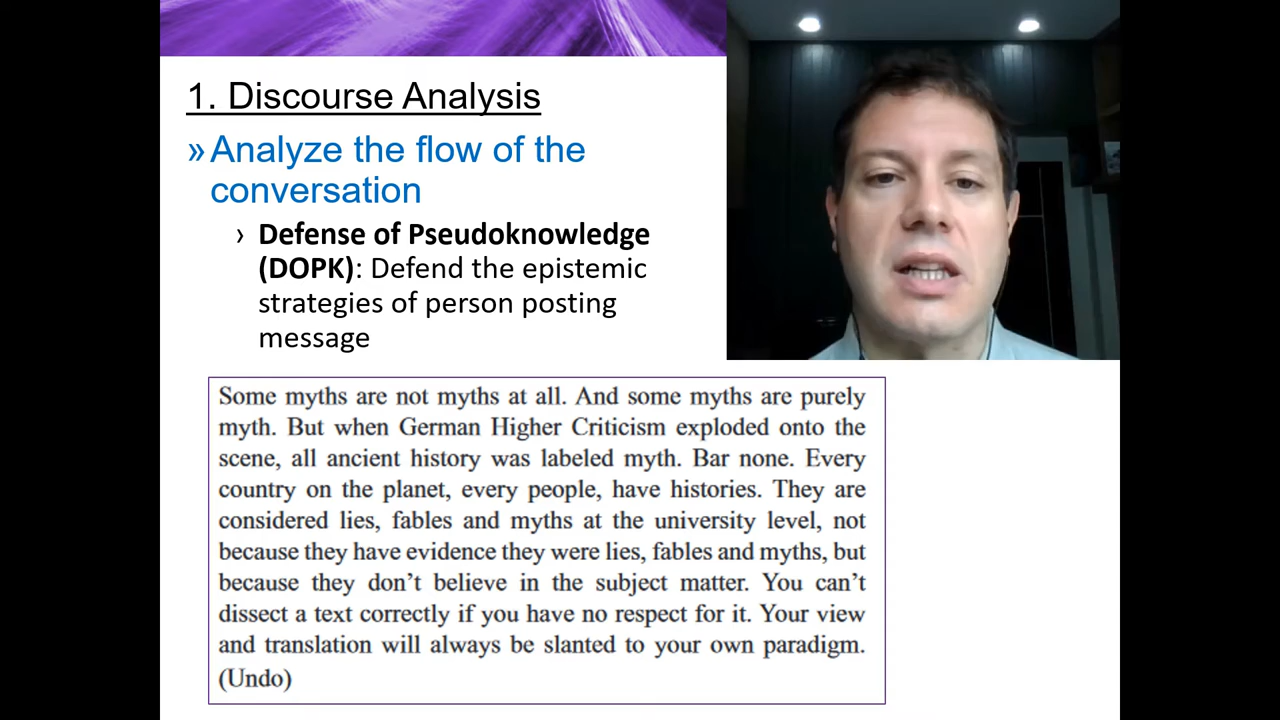 1. Discourse Analysis
» Analyze the flow of the
conversation
› Defense of Pseudoknowledge
(DOPK): Defend the epistemic
strategies of person posting
message
Some myths are not myths at all. And some myths are purely
myth. But when German Higher Criticism exploded onto the
scene, all ancient history was labeled myth. Bar none. Every
country on the planet, every people, have histories. They are
considered lies, fables and myths at the university level, not
because they have evidence they were lies, fables and myths, but
because they don’t believe in the subject matter. You can’t
dissect a text correctly if you have no respect for it. Your view
and translation will always be slanted to your own paradigm.
(Undo)